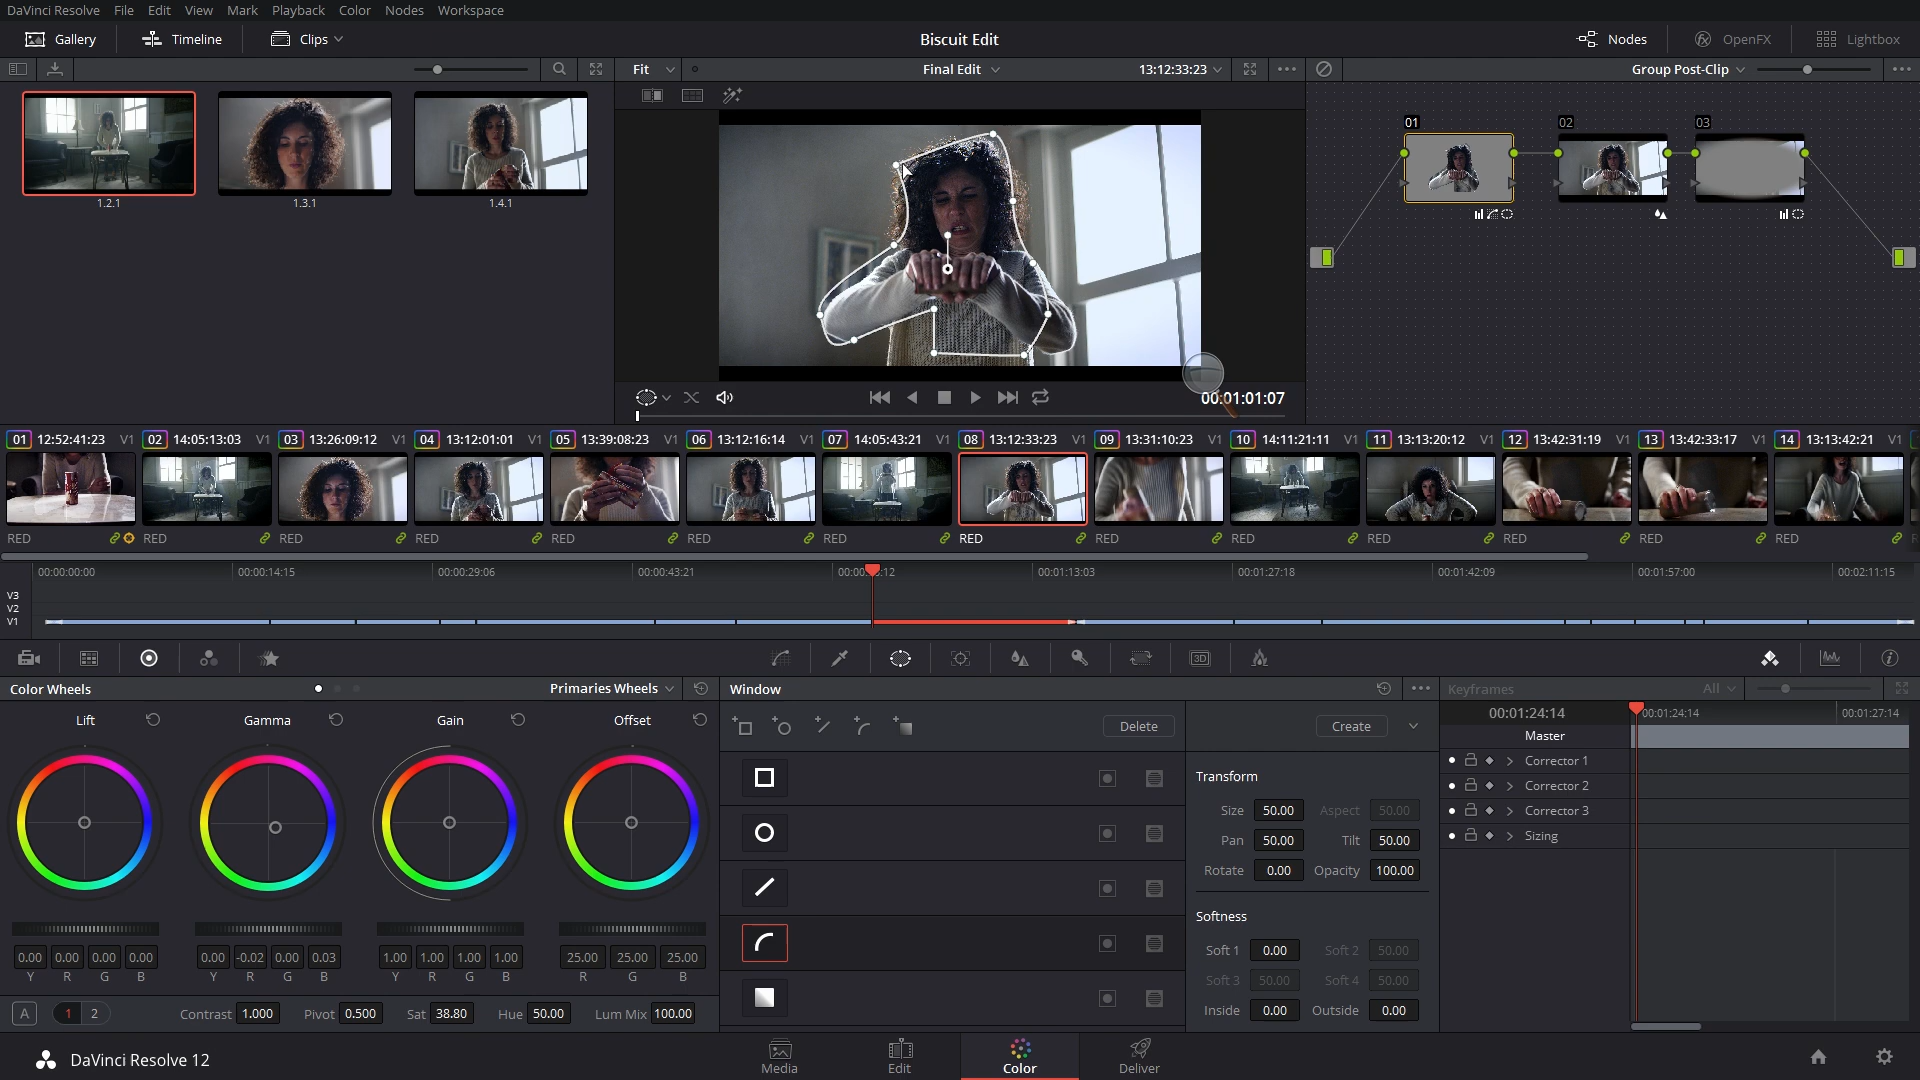 DaVinci Resolve File Edit View Mark Playback Color Nodes Workspace
Gallery Timeline Clips Biscuit Edit Nodes OpenFX Lightbox
Fit Final Edit 13:12:33:23 Group Post-Clip
1.2.1 1.3.1 1.4.1
01 02 03
00:01:01:07
01 12:52:41:23 V1 02 14:05:13:03 V1 03 13:26:09:12 V1 04 13:12:01:01 V1 05 13:39:08:23 V1 06 13:12:16:14 V1 07 14:05:43:21 V1 08 13:12:33:23 V1 09 13:31:10:23 V1 10 14:11:21:11 V1 11 13:13:20:12 V1 12 13:42:31:19 V1 13 13:42:33:17 V1 14 13:13:42:21 V1
RED RED RED RED RED RED RED RED RED RED RED RED RED RED
00:00:00:00 00:00:14:15 00:00:29:06 00:00:43:21 00:01:13:03 00:01:27:18 00:01:42:09 00:01:57:00 00:02:11:15
V3
V2
V1
3D
Color Wheels Primaries Wheels Window Keyframes All
Lift Gamma Gain Offset
Delete Create
00:01:24:14 00:01:24:14 00:01:27:14
Master
Transform
Corrector 1
Corrector 2
Size 50.00 Aspect 50.00
Corrector 3
Pan 50.00 Tilt 50.00
Sizing
Rotate 0.00 Opacity 100.00
Softness
Soft 1 0.00 Soft 2 50.00
0.00 0.00 0.00 0.00 0.00 -0.02 0.00 0.03 1.00 1.00 1.00 1.00 25.00 25.00 25.00
Y R G B Y R G B Y R G B R G B
Soft 3 50.00 Soft 4 50.00
A 1 2 Contrast 1.000 Pivot 0.500 Sat 38.80 Hue 50.00 Lum Mix 100.00
Inside 0.00 Outside 0.00
DaVinci Resolve 12 Media Edit Color Deliver